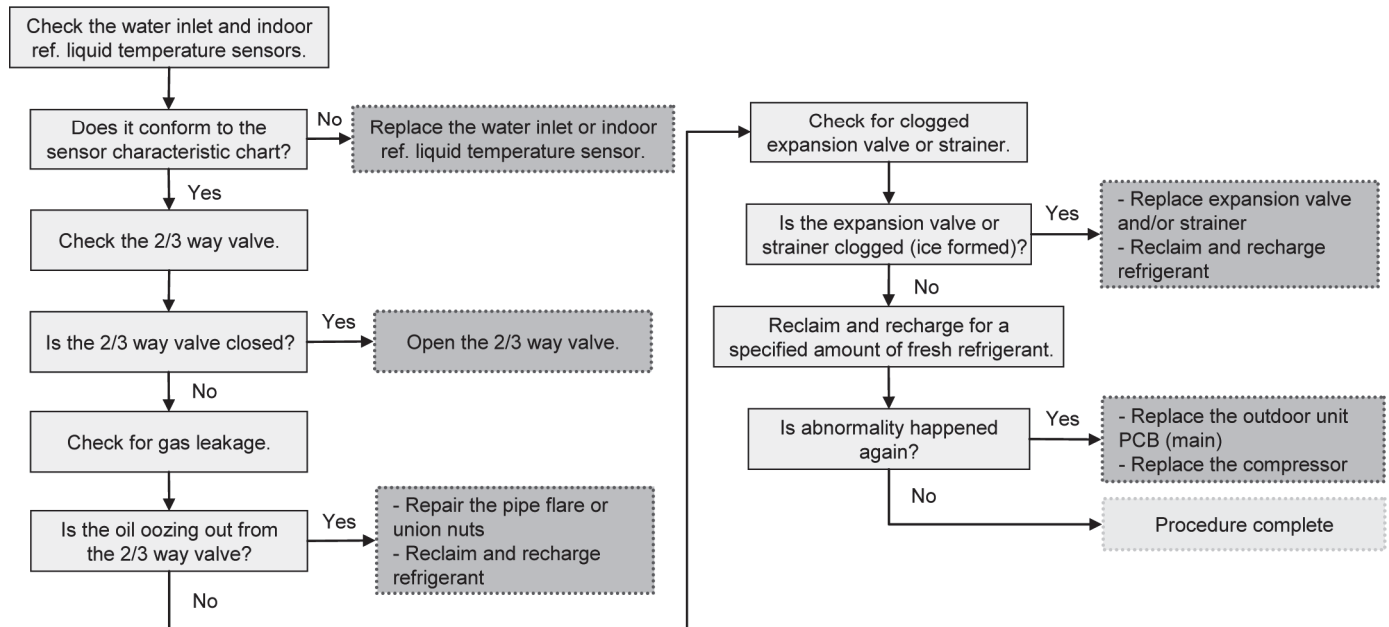 Check the water inlet and indoor
ref. liquid temperature sensors.
Does it conform to the
sensor characteristic chart?
No
Replace the water inlet or indoor
ref. liquid temperature sensor.
Yes
Check the 2/3 way valve.
Is the 2/3 way valve closed?
Yes
Open the 2/3 way valve.
No
Check for gas leakage.
Is the oil oozing out from
the 2/3 way valve?
Yes
- Repair the pipe flare or
union nuts
- Reclaim and recharge
refrigerant
No
Check for clogged
expansion valve or strainer.
Is the expansion valve or
strainer clogged (ice formed)?
Yes
- Replace expansion valve
and/or strainer
- Reclaim and recharge
refrigerant
No
Reclaim and recharge for a
specified amount of fresh refrigerant.
Is abnormality happened
again?
Yes
- Replace the outdoor unit
PCB (main)
- Replace the compressor
No
Procedure complete